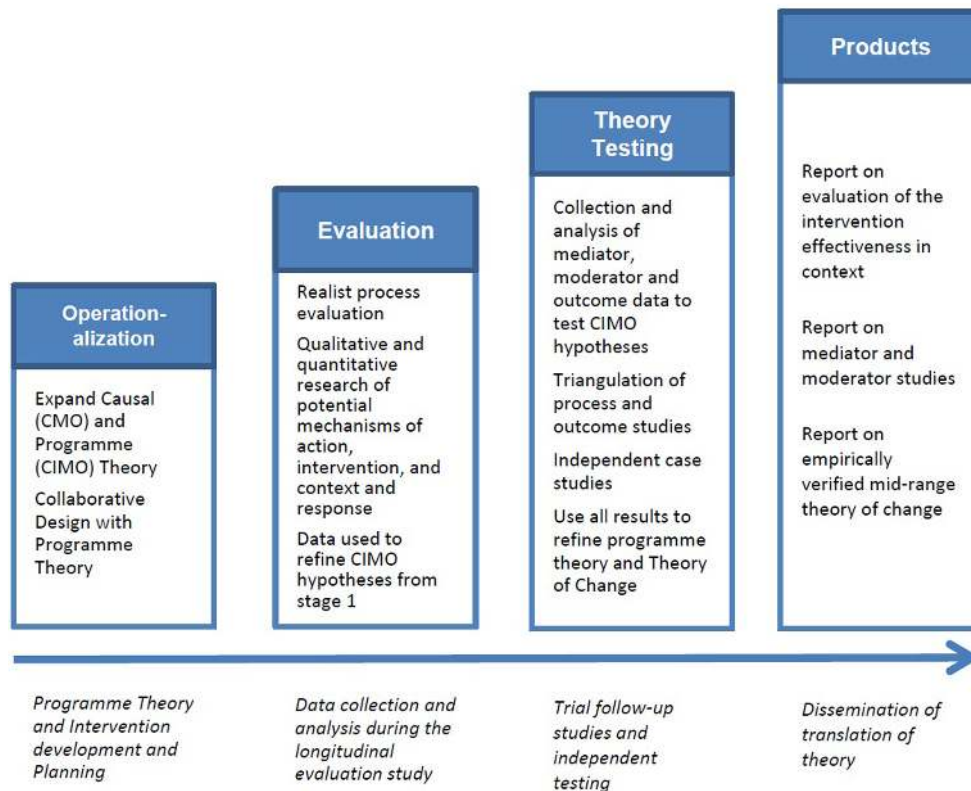 Operation-
alization
Expand Causal
(CMO) and
Programme
(CIMO) Theory
Collaborative
Design with
Programme
Theory
Evaluation
Realist process
evaluation
Qualitative and
quantitative
research of
potential
mechanisms of
action,
intervention, and
context and
response
Data used to
refine CIMO
hypotheses from
stage 1
Theory
Testing
Collection and
analysis of
mediator,
moderator and
outcome data to
test CIMO
hypotheses
Triangulation of
process and
outcome studies
Independent case
studies
Use all results to
refine programme
theory and Theory
of Change
Products
Report on
evaluation of the
intervention
effectiveness in
context
Report on
mediator and
moderator studies
Report on
empirically
verified mid-range
theory of change
Programme Theory
and Intervention
development and
Planning
Data collection and
analysis during the
longitudinal
evaluation study
Trial follow-up
studies and
independent
testing
Dissemination of
translation of
theory